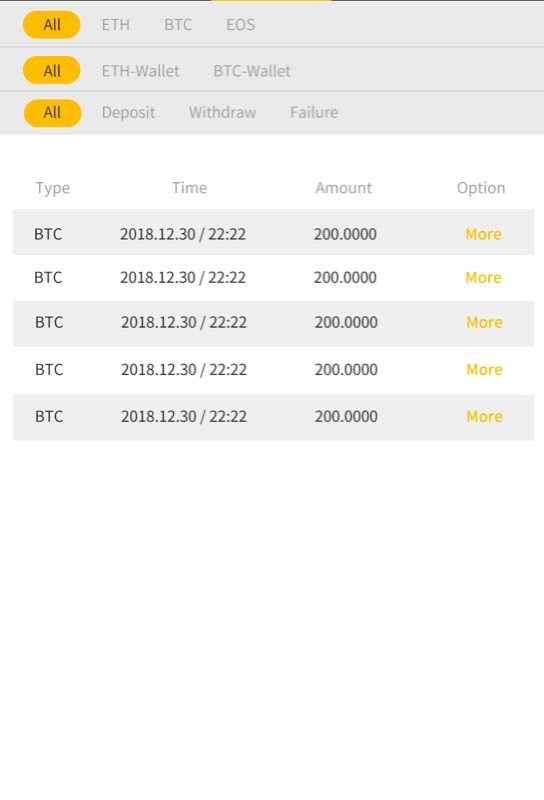 All ETH BTC EOS
All ETH-Wallet BTC-Wallet
All Deposit Withdraw Failure
Type Time Amount Option
BTC 2018.12.30 / 22:22 200.0000 More
BTC 2018.12.30 / 22:22 200.0000 More
BTC 2018.12.30 / 22:22 200.0000 More
BTC 2018.12.30 / 22:22 200.0000 More
BTC 2018.12.30 / 22:22 200.0000 More